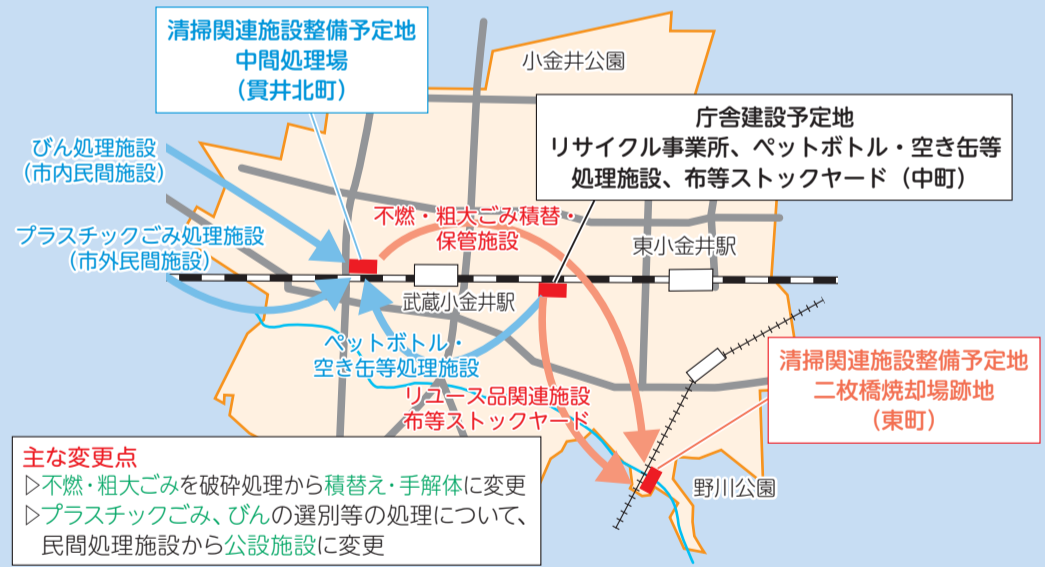 清掃関連施設整備予定地
中間処理場
（貫井北町）
小金井公園
庁舎建設予定地
リサイクル事業所、ペットボトル・空き缶等
処理施設、布等ストックヤード（中町）
びん処理施設
（市内民間施設）
プラスチックごみ処理施設
（市外民間施設）
不燃・粗大ごみ積替・
保管施設
東小金井駅
武蔵小金井駅
ペットボトル・
空き缶等処理施設
リユース品関連施設
布等ストックヤード
清掃関連施設整備予定地
二枚橋焼却場跡地
（東町）
野川公園
主な変更点
▷不燃・粗大ごみを破砕処理から積替え・手解体に変更
▷プラスチックごみ、びんの選別等の処理について、
民間処理施設から公設施設に変更